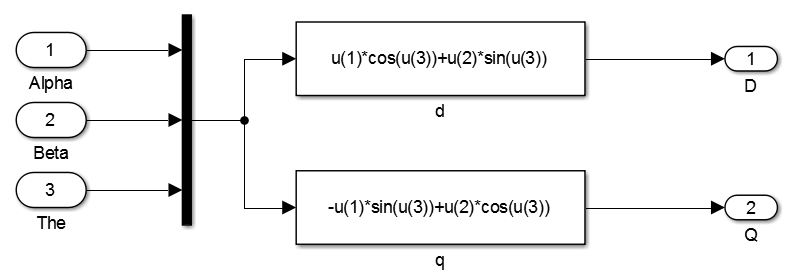 1
Alpha
2
Beta
3
The
u(1)*cos(u(3))+u(2)*sin(u(3))
d
-u(1)*sin(u(3))+u(2)*cos(u(3))
q
1
D
2
Q